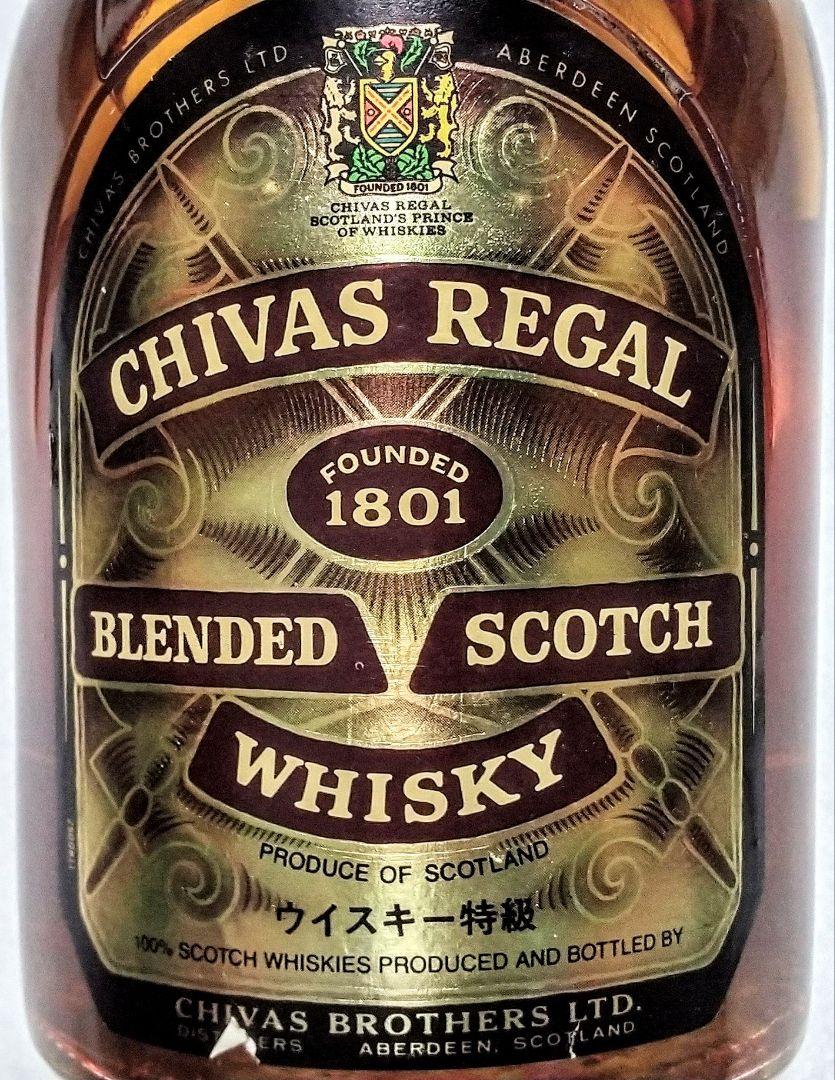 CHIVAS BROTHERS LTD
ABERDEEN SCOTLAND
FOUNDED 1801
CHIVAS REGAL
SCOTLAND'S PRINCE
OF WHISKIES
CHIVAS REGAL
FOUNDED
1801
BLENDED SCOTCH
WHISKY
PRODUCE OF SCOTLAND
ウイスキー特級
100% SCOTCH WHISKIES PRODUCED AND BOTTLED BY
CHIVAS BROTHERS LTD.
ABERDEEN, SCOTLAND